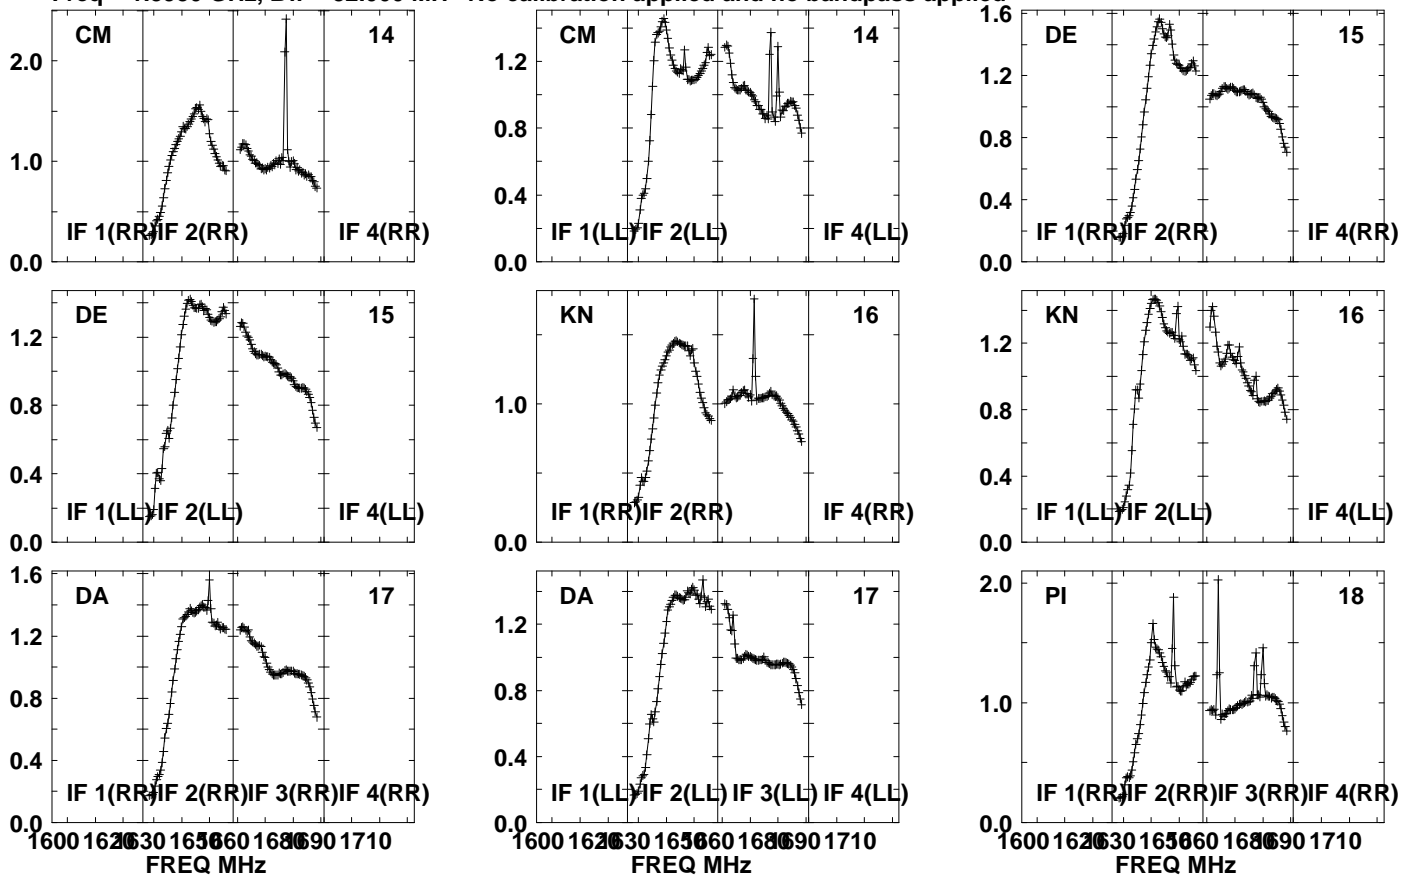 CM 14
2.0
1.0
0.0
IF 1(RR) IF 2(RR) IF 4(RR)
CM 14
1.2
0.8
0.4
0.0
IF 1(LL) IF 2(LL) IF 4(LL)
DE 15
1.6
1.2
0.8
0.4
0.0
IF 1(RR) IF 2(RR) IF 4(RR)
DE 15
1.2
0.8
0.4
0.0
IF 1(LL) IF 2(LL) IF 4(LL)
KN 16
1.0
0.0
IF 1(RR) IF 2(RR) IF 4(RR)
KN 16
1.2
0.8
0.4
0.0
IF 1(LL) IF 2(LL) IF 4(LL)
DA 17
1.6
1.2
0.8
0.4
0.0
IF 1(RR) IF 2(RR) IF 3(RR) IF 4(RR)
1600 1620 1630 1650 1660 1680 1690 1710
FREQ MHz
DA 17
1.2
0.8
0.4
0.0
IF 1(LL) IF 2(LL) IF 3(LL) IF 4(LL)
1600 1620 1630 1650 1660 1680 1690 1710
FREQ MHz
PI 18
2.0
1.0
0.0
IF 1(RR) IF 2(RR) IF 3(RR) IF 4(RR)
1600 1620 1630 1650 1660 1680 1690 1710
FREQ MHz